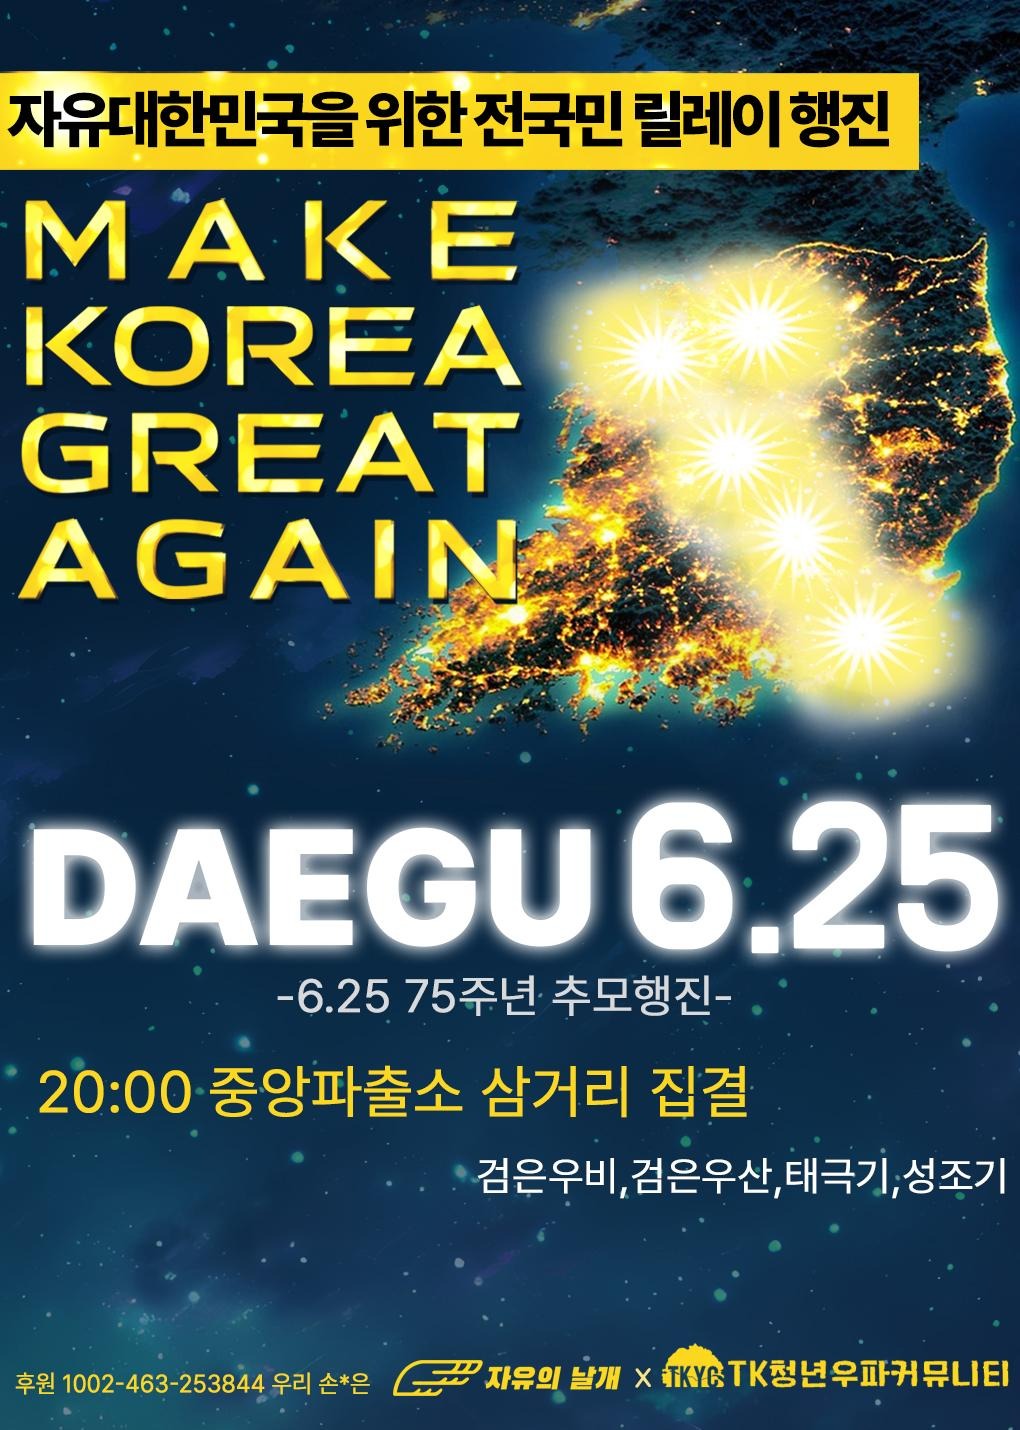 자유대한민국을 위한 전국민 릴레이 행진
MAKE
KOREA
GREAT
AGAIN
DAEGU 6.25
-6.25 75주년 추모행진-
20:00 중앙파출소 삼거리 집결
검은우비,검은우산,태극기,성조기
후원 1002-463-253844 우리 손*은 자유의 날개 X TKYC TK청년우파커뮤니티